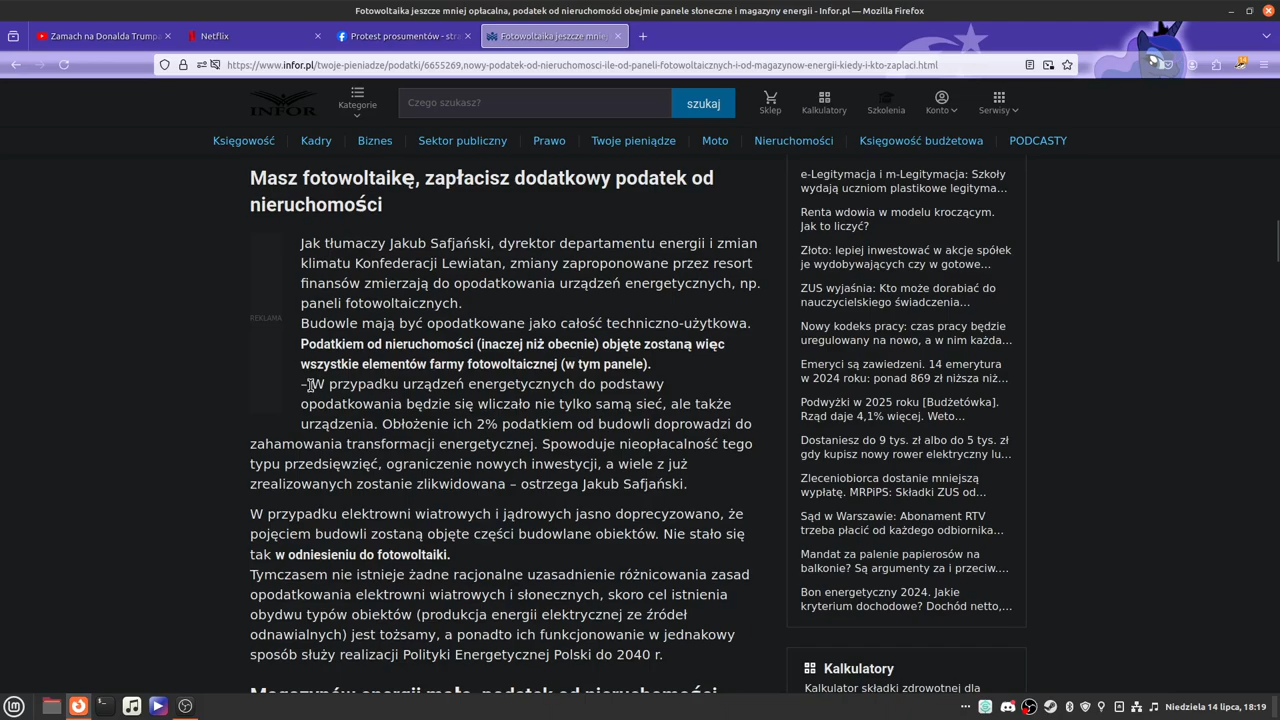 Fotowoltaika jeszcze mniej opłacalna, podatek od nieruchomości obejmie panele słoneczne i magazyny energii - Infor.pl — Mozilla Firefox
Zamach na Donalda Trumpa
Netflix
Protest prosumentów - stra
Fotowoltaika jeszcze mniej
https://www.infor.pl/twoje-pieniadze/podatki/6655269,nowy-podatek-od-nieruchomosci-ile-od-paneli-fotowoltaicznych-i-od-magazynow-energii-kiedy-i-kto-zaplaci.html
INFOR
Kategorie
Czego szukasz?
szukaj
Sklep
Kalkulatory
Szkolenia
Konto
Serwisy
Księgowość
Kadry
Biznes
Sektor publiczny
Prawo
Twoje pieniądze
Moto
Nieruchomości
Księgowość budżetowa
PODCASTY
Masz fotowoltaikę, zapłacisz dodatkowy podatek od
nieruchomości
REKLAMA
Jak tłumaczy Jakub Safjański, dyrektor departamentu energii i zmian
klimatu Konfederacji Lewiatan, zmiany zaproponowane przez resort
finansów zmierzają do opodatkowania urządzeń energetycznych, np.
paneli fotowoltaicznych.
Budowle mają być opodatkowane jako całość techniczno-użytkowa.
Podatkiem od nieruchomości (inaczej niż obecnie) objęte zostaną więc
wszystkie elementów farmy fotowoltaicznej (w tym panele).
– W przypadku urządzeń energetycznych do podstawy
opodatkowania będzie się wliczało nie tylko samą sieć, ale także
urządzenia. Obłożenie ich 2% podatkiem od budowli doprowadzi do
zahamowania transformacji energetycznej. Spowoduje nieopłacalność tego
typu przedsięwzięć, ograniczenie nowych inwestycji, a wiele z już
zrealizowanych zostanie zlikwidowana – ostrzega Jakub Safjański.
W przypadku elektrowni wiatrowych i jądrowych jasno doprecyzowano, że
pojęciem budowli zostaną objęte części budowlane obiektów. Nie stało się
tak w odniesieniu do fotowoltaiki.
Tymczasem nie istnieje żadne racjonalne uzasadnienie różnicowania zasad
opodatkowania elektrowni wiatrowych i słonecznych, skoro cel istnienia
obydwu typów obiektów (produkcja energii elektrycznej ze źródeł
odnawialnych) jest tożsamy, a ponadto ich funkcjonowanie w jednakowy
sposób służy realizacji Polityki Energetycznej Polski do 2040 r.
Magazynów energii mało, podatek od nieruchomości
e-Legitymacja i m-Legitymacja: Szkoły
wydają uczniom plastikowe legityma...
Renta wdowia w modelu kroczącym.
Jak to liczyć?
Złoto: lepiej inwestować w akcje spółek
je wydobywających czy w gotowe...
ZUS wyjaśnia: Kto może dorabiać do
nauczycielskiego świadczenia...
Nowy kodeks pracy: czas pracy będzie
uregulowany na nowo, a w nim każda...
Emeryci są zawiedzeni. 14 emerytura
w 2024 roku: ponad 869 zł niższa niż...
Podwyżki w 2025 roku [Budżetówka].
Rząd daje 4,1% więcej. Weto...
Dostaniesz do 9 tys. zł albo do 5 tys. zł
gdy kupisz nowy rower elektryczny lu...
Zleceniobiorca dostanie mniejszą
wypłatę. MRPiPS: Składki ZUS od...
Sąd w Warszawie: Abonament RTV
trzeba płacić od każdego odbiornika...
Mandat za palenie papierosów na
balkonie? Są argumenty za i przeciw....
Bon energetyczny 2024. Jakie
kryterium dochodowe? Dochód netto,...
Kalkulatory
Kalkulator składki zdrowotnej dla
Niedziela 14 lipca, 18:19